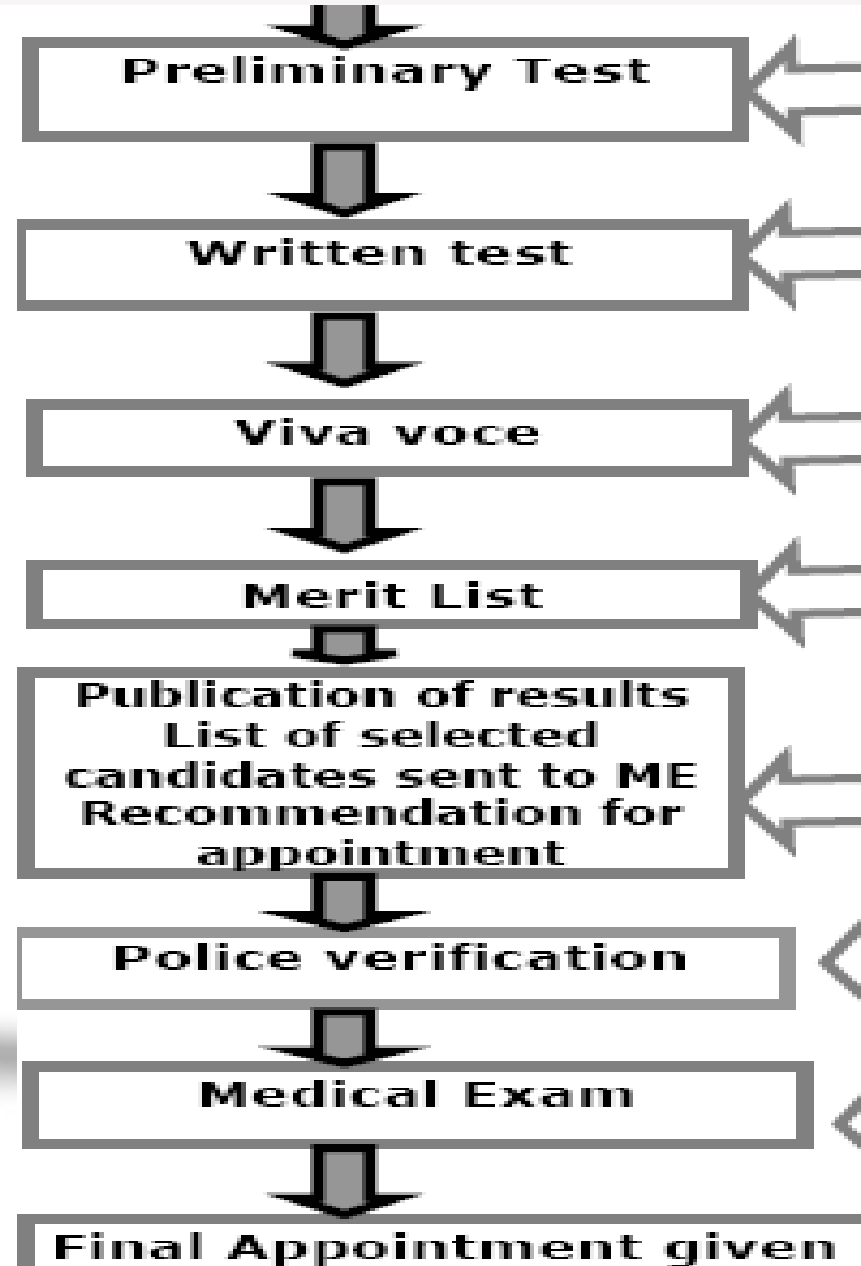 Preliminary Test
Written test
Viva voce
Merit List
Publication of results
List of selected
candidates sent to ME
Recommendation for
appointment
Police verification
Medical Exam
Final Appointment given